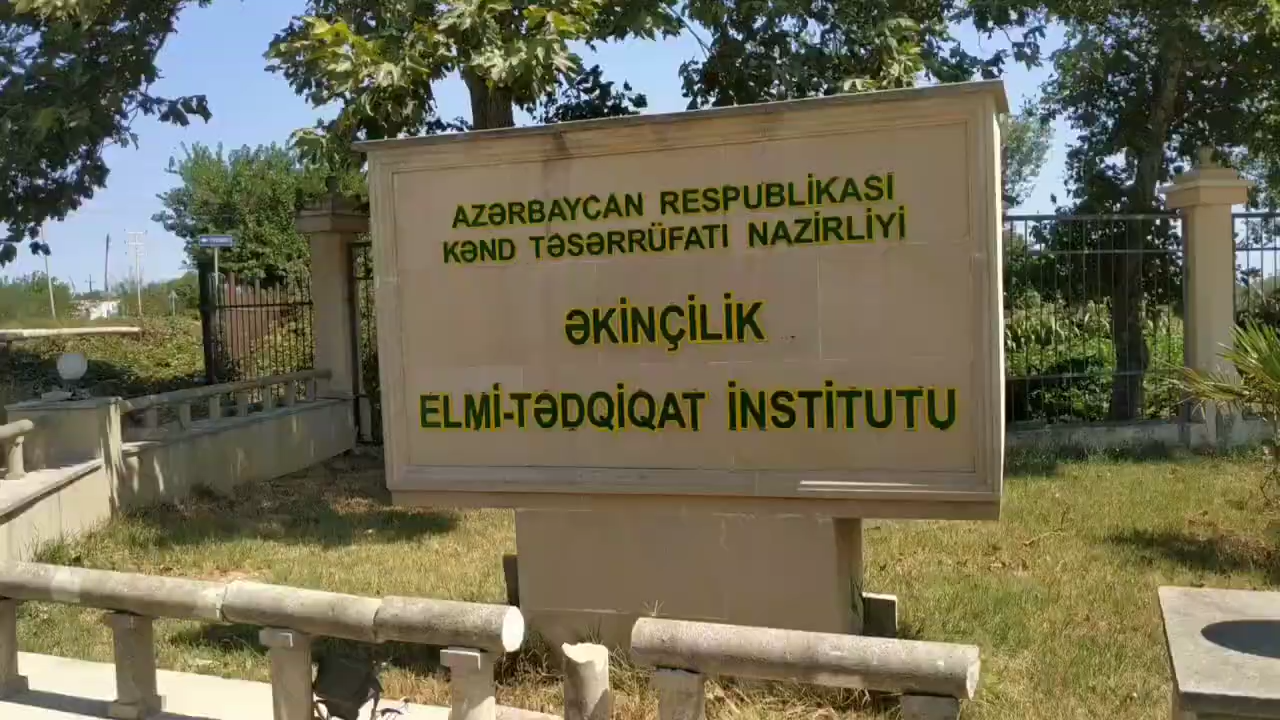 AZƏRBAYCAN RESPUBLİKASI
KƏND TƏSƏRRÜFATI NAZİRLİYİ
ƏKİNÇİLİK
ELMİ-TƏDQİQAT İNSTİTUTU